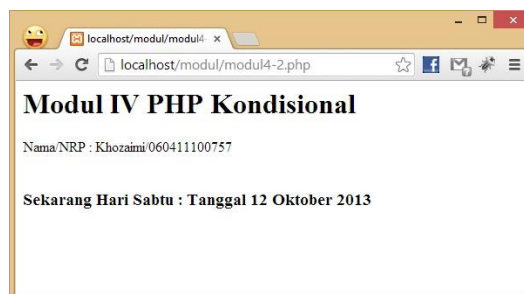 localhost/modul/modul4-
localhost/modul/modul4-2.php
Modul IV PHP Kondisional
Nama/NRP : Khozaimi/060411100757
Sekarang Hari Sabtu : Tanggal 12 Oktober 2013